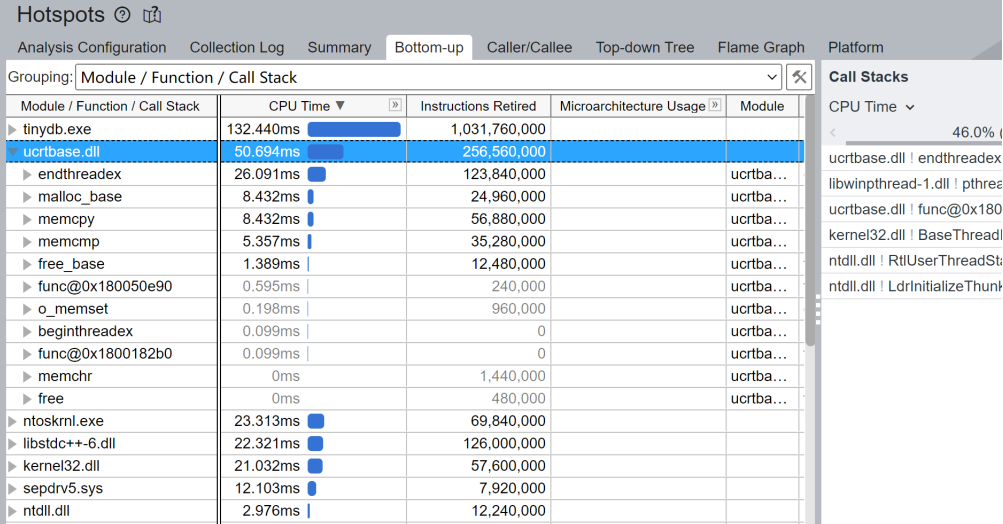 Hotspots
Analysis Configuration Collection Log Summary Bottom-up Caller/Callee Top-down Tree Flame Graph Platform
Grouping: Module / Function / Call Stack
Module / Function / Call Stack CPU Time ▼ » Instructions Retired Microarchitecture Usage » Module
tinydb.exe 132.440ms 1,031,760,000
ucrtbase.dll 50.694ms 256,560,000
endthreadex 26.091ms 123,840,000 ucrtba…
malloc_base 8.432ms 24,960,000 ucrtba…
memcpy 8.432ms 56,880,000 ucrtba…
memcmp 5.357ms 35,280,000 ucrtba…
free_base 1.389ms 12,480,000 ucrtba…
func@0x180050e90 0.595ms 240,000 ucrtba…
o_memset 0.198ms 960,000 ucrtba…
beginthreadex 0.099ms 0 ucrtba…
func@0x1800182b0 0.099ms 0 ucrtba…
memchr 0ms 1,440,000 ucrtba…
free 0ms 480,000 ucrtba…
ntoskrnl.exe 23.313ms 69,840,000
libstdc++-6.dll 22.321ms 126,000,000
kernel32.dll 21.032ms 57,600,000
sepdrv5.sys 12.103ms 7,920,000
ntdll.dll 2.976ms 12,240,000
Call Stacks
CPU Time
46.0% (
ucrtbase.dll ! endthreadex
libwinpthread-1.dll ! pthrea
ucrtbase.dll ! func@0x180
kernel32.dll ! BaseThreadI
ntdll.dll ! RtlUserThreadSta
ntdll.dll ! LdrInitializeThunk